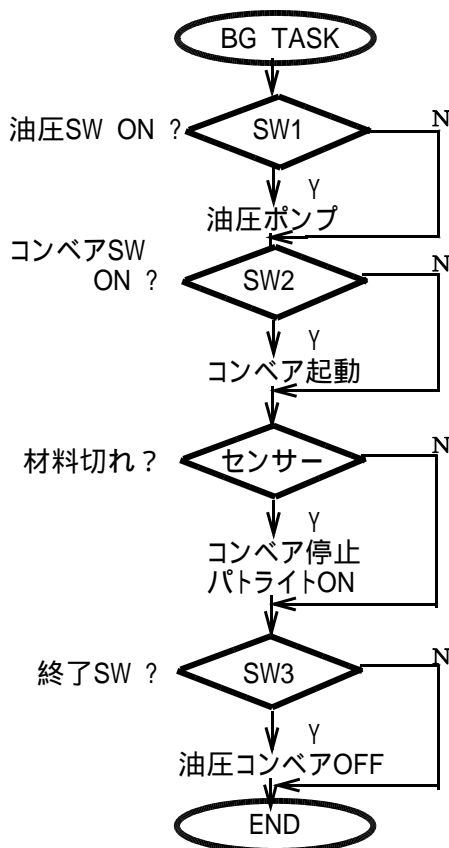 BG TASK
油圧SW ON ?
SW1
N
Y
油圧ポンプ
コンベアSW
ON ?
SW2
N
Y
コンベア起動
材料切れ？
センサー
N
Y
コンベア停止
パトライトON
終了SW ?
SW3
N
Y
油圧コンベアOFF
END